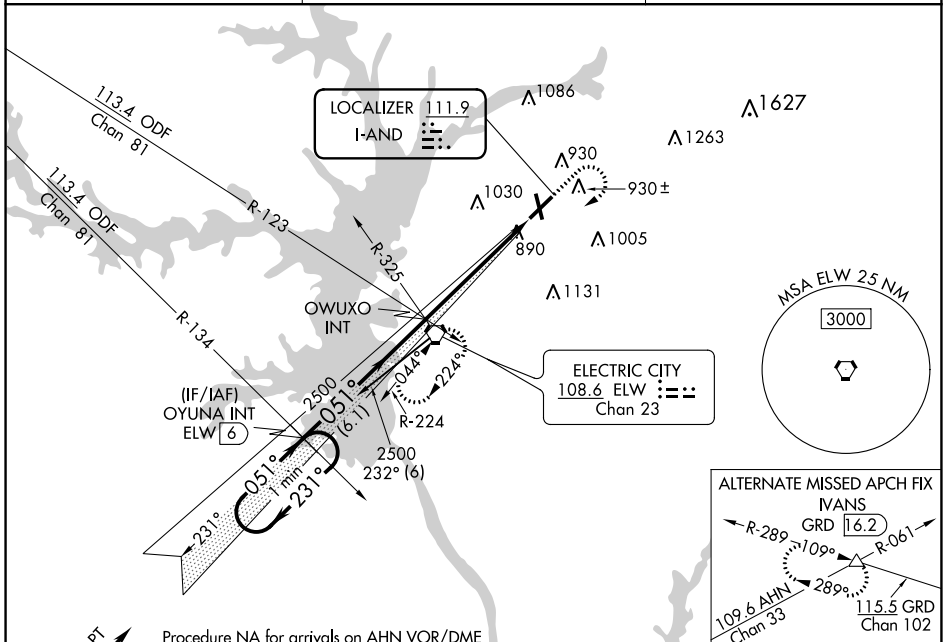 113.4 ODF
Chan 81
LOCALIZER 111.9
I-AND
1086
1627
1263
930
930 ±
1030
113.4 ODF
Chan 81
R-123
R-325
890
1005
1131
OWUXO
INT
MSA ELW 25 NM
3000
R-134
ELECTRIC CITY
108.6 ELW
Chan 23
2500
044°
224°
051°
(6.1)
R-224
(IF/IAF)
OYUNA INT
ELW 6
2500
232° (6)
051°
1 min
231°
231°
ALTERNATE MISSED APCH FIX
IVANS
GRD 16.2
R-289
109°
R-061
289°
109.6 AHN
Chan 33
115.5 GRD
Chan 102
PT
Procedure NA for arrivals on AHN VOR/DME